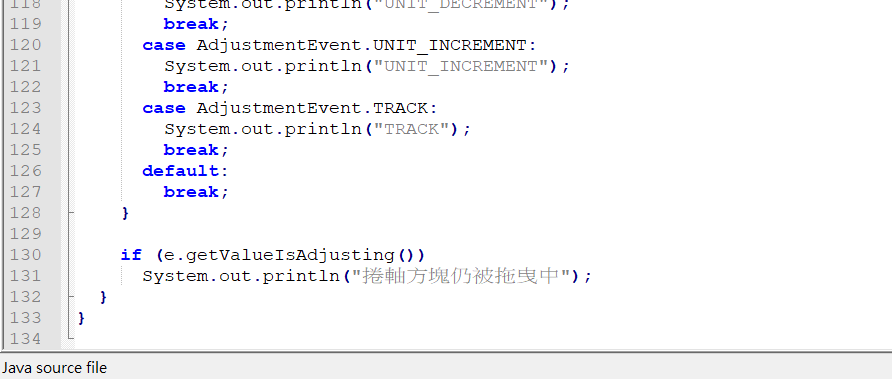 118 System.out.println("UNIT_DECREMENT");
119 break;
120 case AdjustmentEvent.UNIT_INCREMENT:
121 System.out.println("UNIT_INCREMENT");
122 break;
123 case AdjustmentEvent.TRACK:
124 System.out.println("TRACK");
125 break;
126 default:
127 break;
128 }
129
130 if (e.getValueIsAdjusting())
131 System.out.println("捲軸方塊仍被拖曳中");
132 }
133 }
134
Java source file